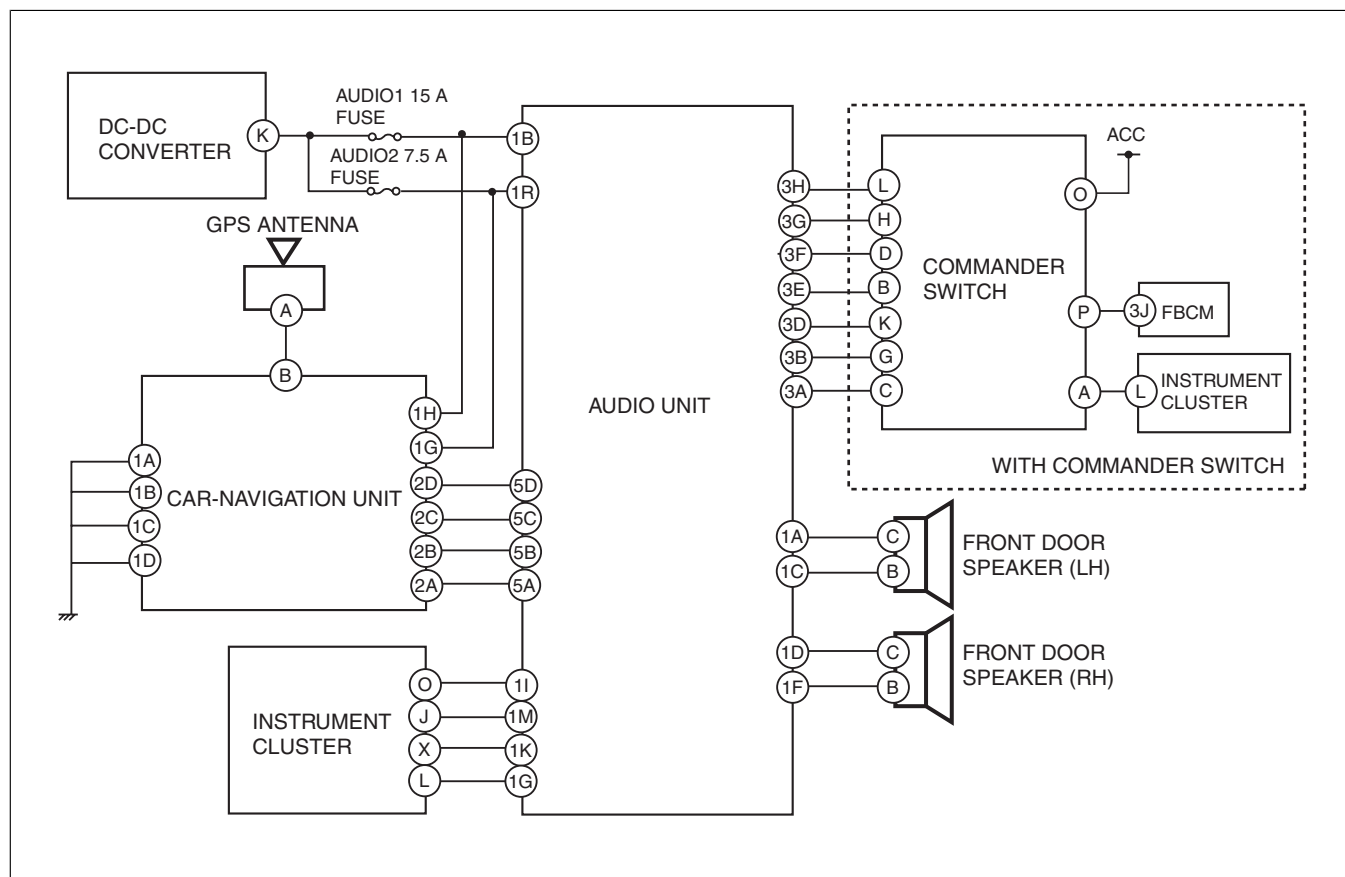 AUDIO1 15 A
FUSE
DC-DC
CONVERTER
K
1B
AUDIO2 7.5 A
FUSE
1R
GPS ANTENNA
A
B
1H
1G
1A
1B
1C
1D
CAR-NAVIGATION UNIT
2D
2C
2B
2A
5D
5C
5B
5A
INSTRUMENT
CLUSTER
O
J
X
L
1I
1M
1K
1G
AUDIO UNIT
3H
3G
3F
3E
3D
3B
3A
L
H
D
B
K
G
C
COMMANDER
SWITCH
ACC
O
P
3J
FBCM
A
L
INSTRUMENT
CLUSTER
WITH COMMANDER SWITCH
1A
1C
C
B
FRONT DOOR
SPEAKER (LH)
1D
1F
C
B
FRONT DOOR
SPEAKER (RH)